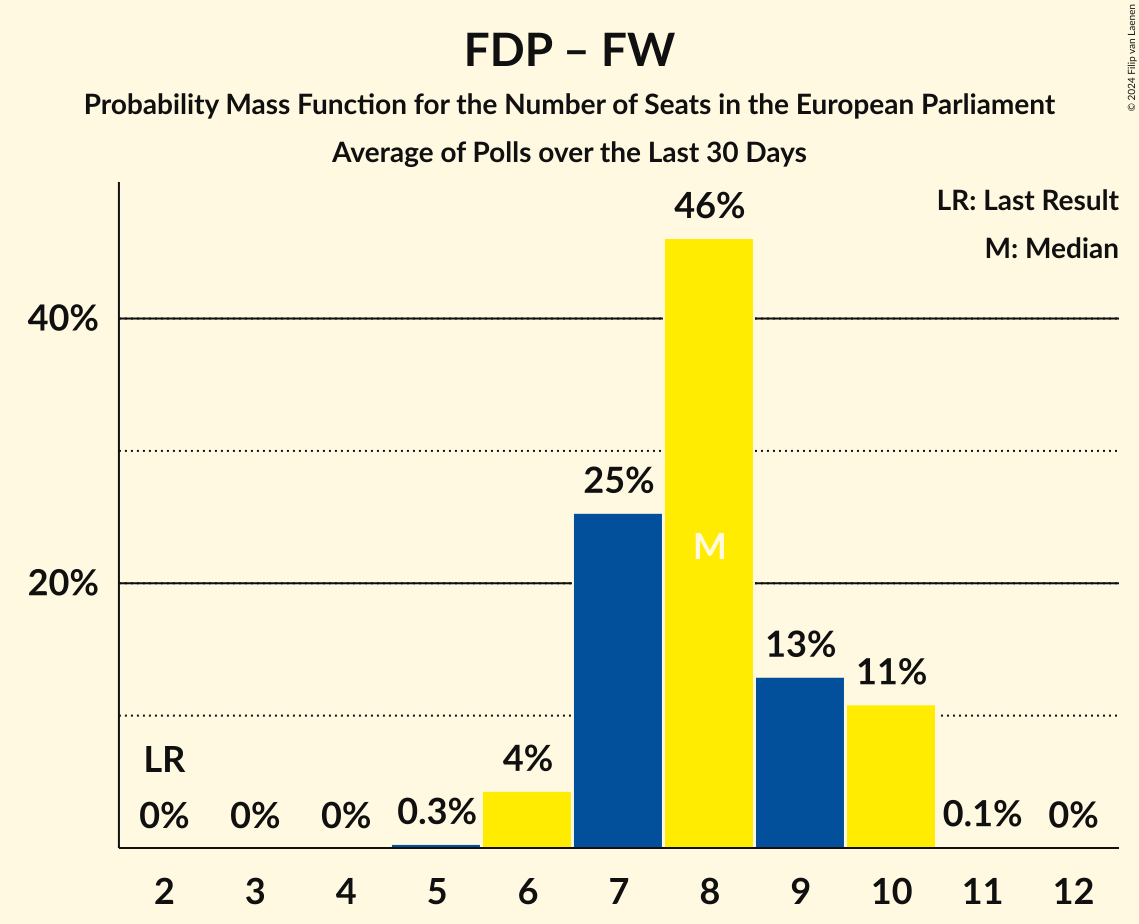 FDP – FW
Probability Mass Function for the Number of Seats in the European Parliament
Average of Polls over the Last 30 Days
© 2024 Filip van Laenen
LR: Last Result
M: Median
46%
40%
25%
M
20%
13%
11%
LR
4%
0%
0%
0%
0.3%
0.1%
0%
2 3 4 5 6 7 8 9 10 11 12